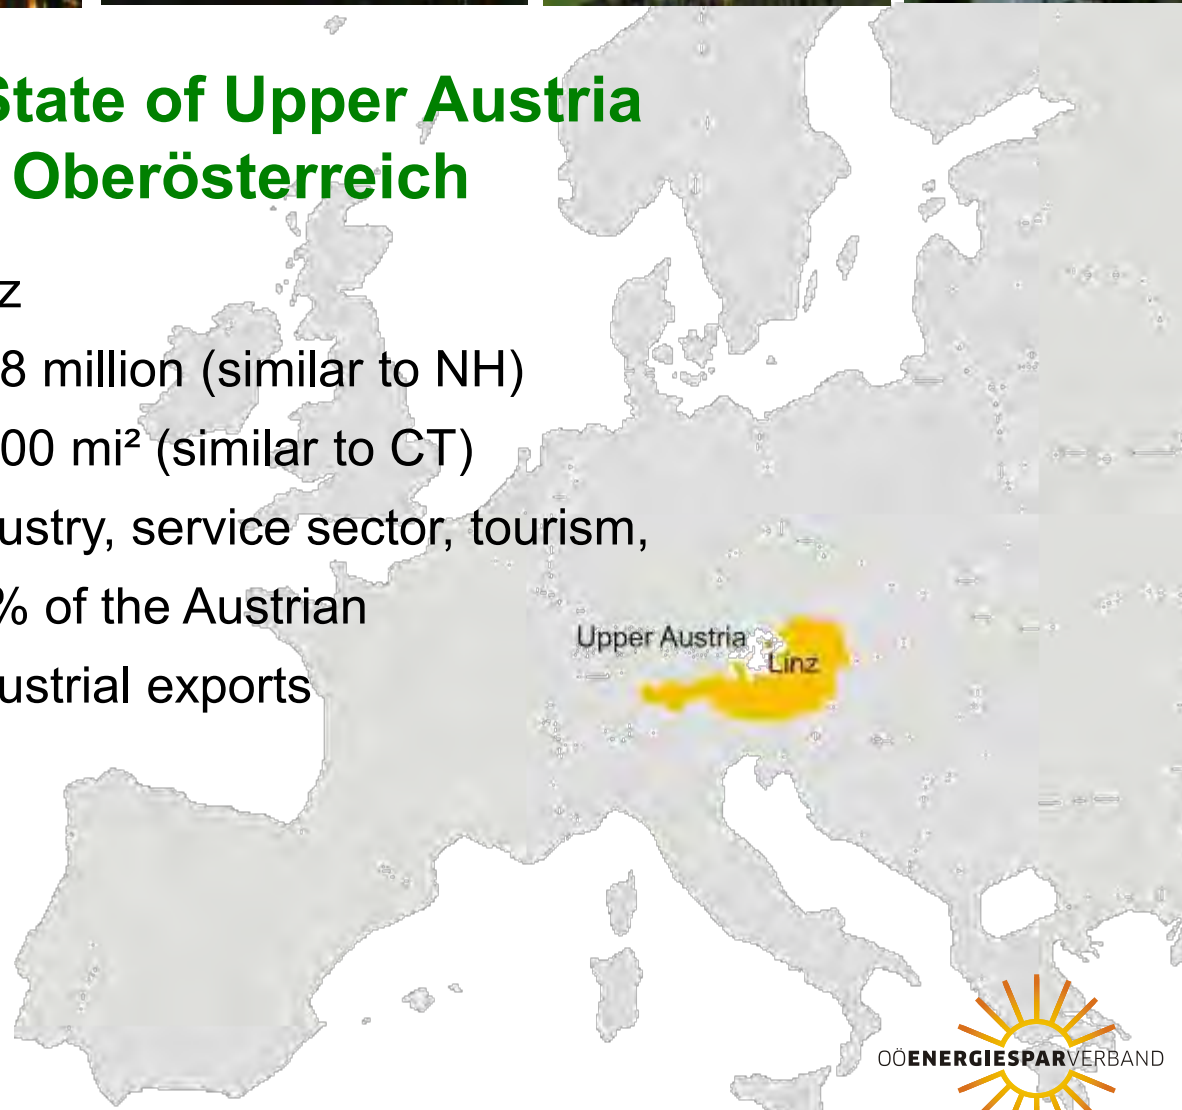 State of Upper Austria
Oberösterreich
z
8 million (similar to NH)
00 mi² (similar to CT)
ustry, service sector, tourism,
% of the Austrian
ustrial exports
Upper Austria
Linz
OÖENERGIESPARVERBAND